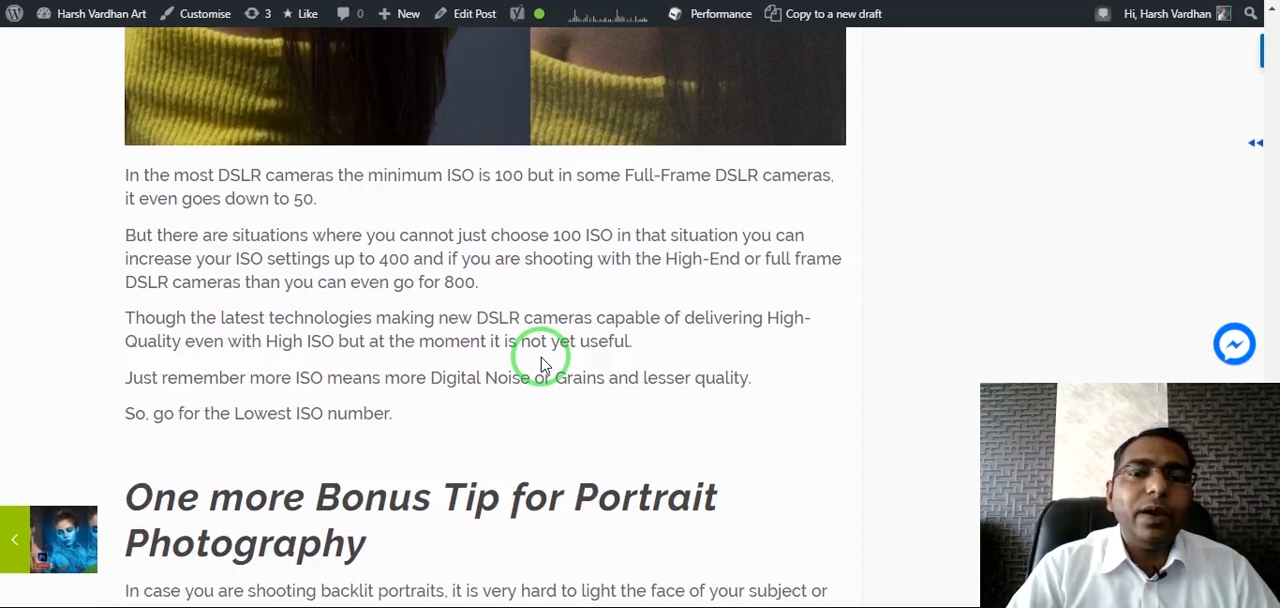 Harsh Vardhan Art Customise 3 Like 0 New Edit Post Performance Copy to a new draft Hi, Harsh Vardhan
In the most DSLR cameras the minimum ISO is 100 but in some Full-Frame DSLR cameras,
it even goes down to 50.
But there are situations where you cannot just choose 100 ISO in that situation you can
increase your ISO settings up to 400 and if you are shooting with the High-End or full frame
DSLR cameras than you can even go for 800.
Though the latest technologies making new DSLR cameras capable of delivering High-
Quality even with High ISO but at the moment it is not yet useful.
Just remember more ISO means more Digital Noise or Grains and lesser quality.
So, go for the Lowest ISO number.
One more Bonus Tip for Portrait
Photography
In case you are shooting backlit portraits, it is very hard to light the face of your subject or